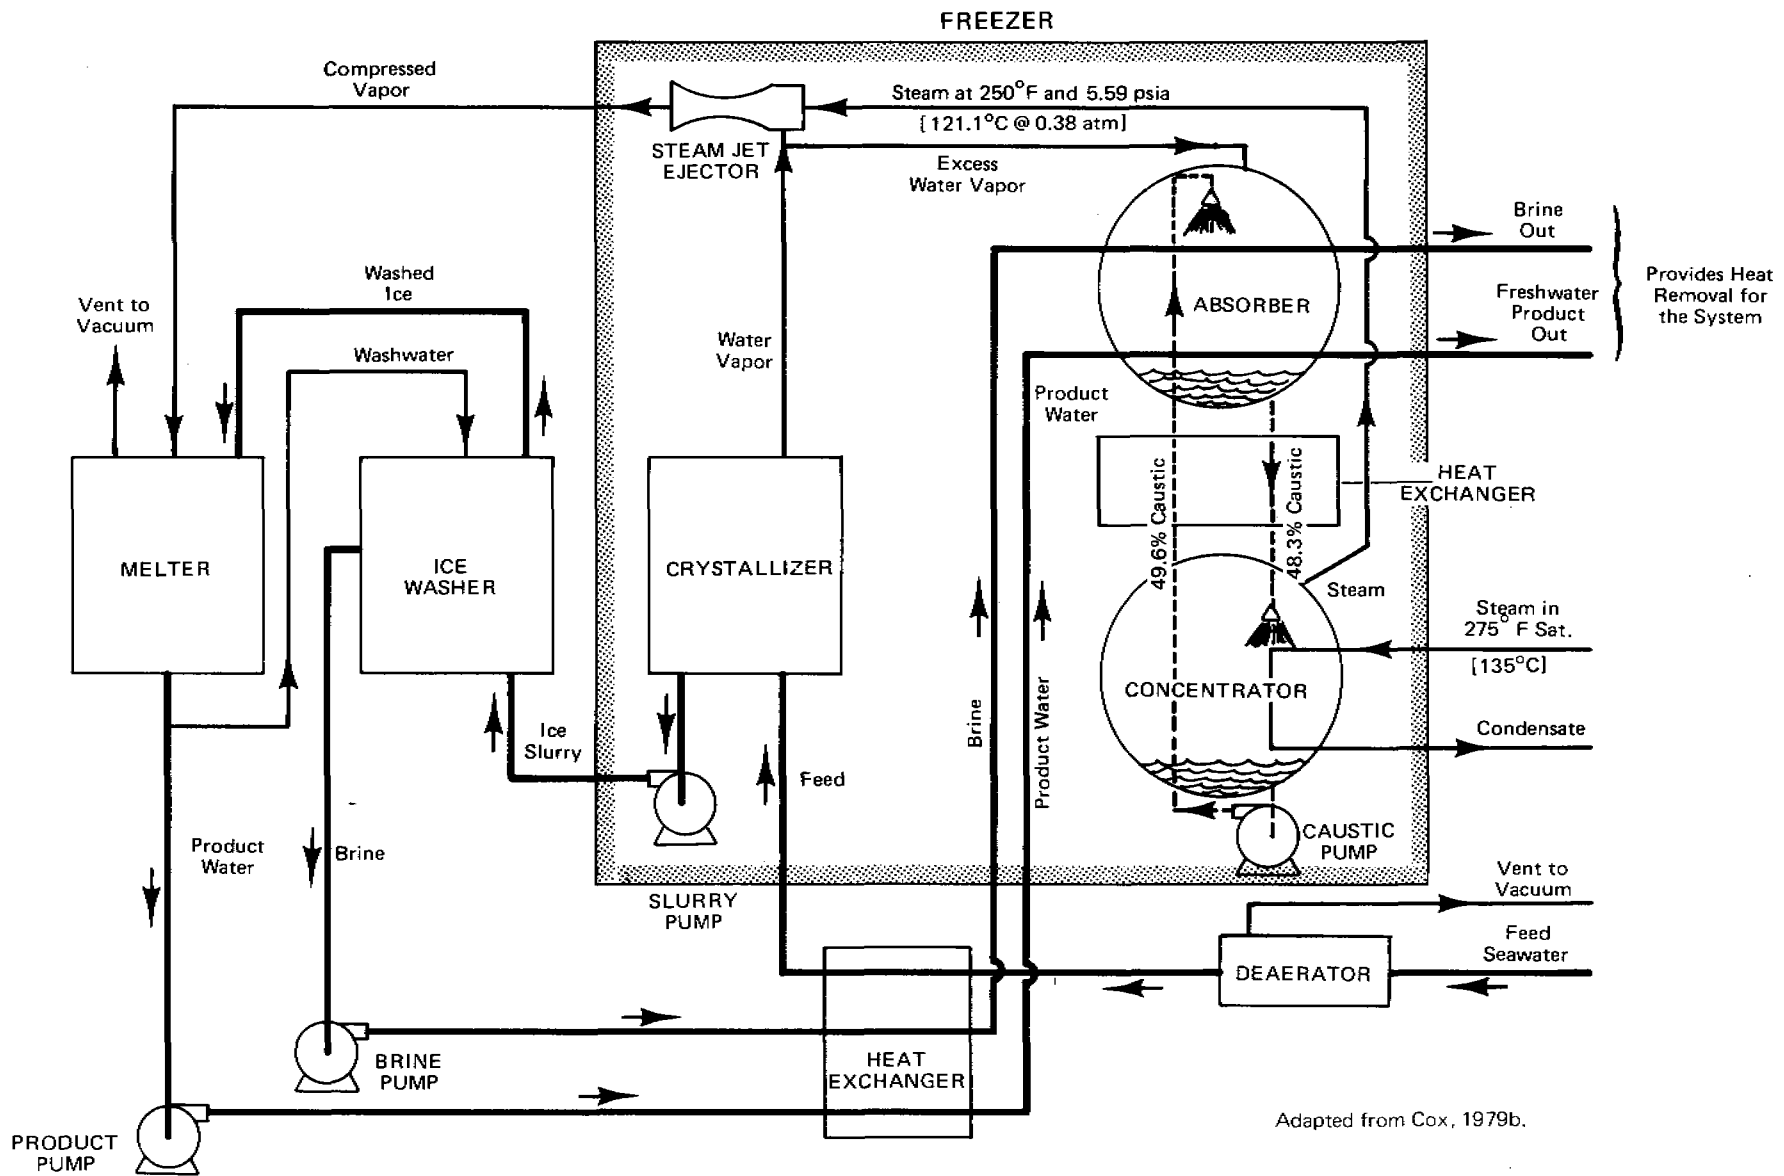 FREEZER
Compressed
Vapor
Steam at 250°F and 5.59 psia
[121.1°C @ 0.38 atm]
STEAM JET
EJECTOR
Excess
Water Vapor
Brine
Out
Freshwater
Product
Out
Provides Heat
Removal for
the System
Washed
Ice
Vent to
Vacuum
Washwater
Water
Vapor
ABSORBER
Product
Water
HEAT
EXCHANGER
49.6% Caustic
48.3% Caustic
MELTER
ICE
WASHER
CRYSTALLIZER
Steam
Steam in
275° F Sat.
[135°C]
CONCENTRATOR
Condensate
Ice
Slurry
Feed
Brine
Product Water
Product
Water
Brine
CAUSTIC
PUMP
SLURRY
PUMP
Vent to
Vacuum
Feed
Seawater
DEAERATOR
BRINE
PUMP
HEAT
EXCHANGER
PRODUCT
PUMP
Adapted from Cox, 1979b.